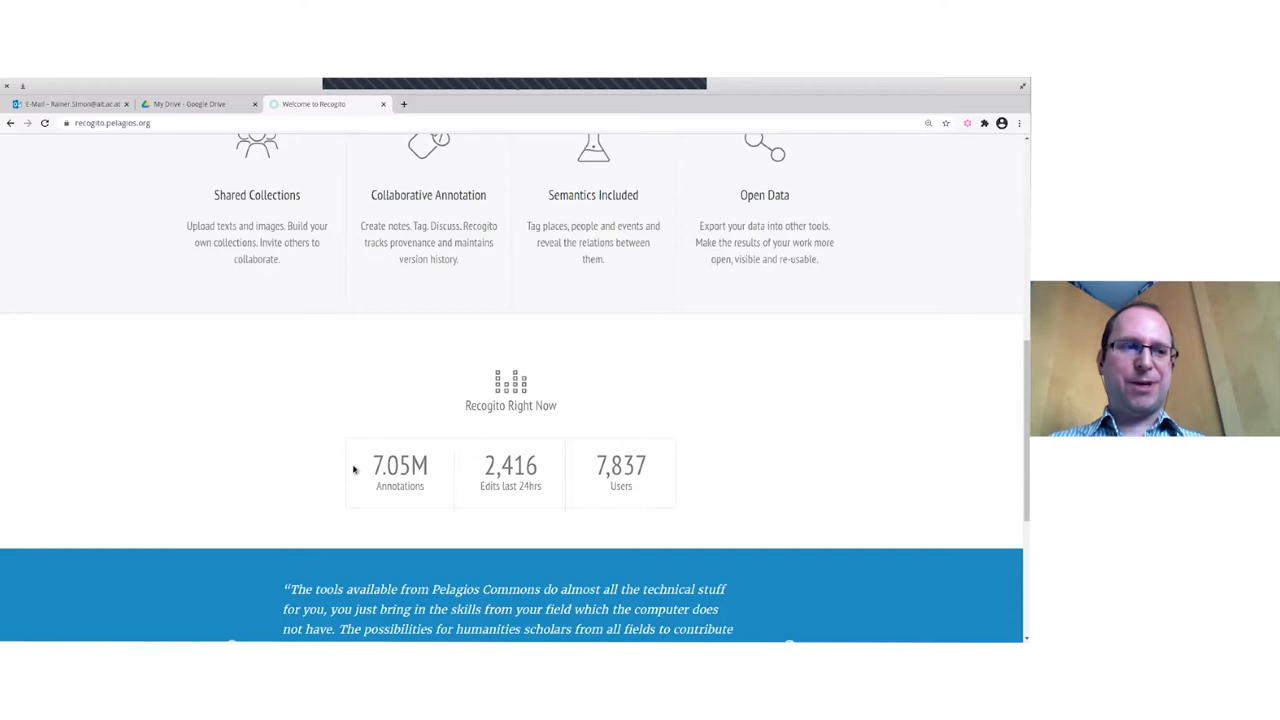 E-Mail – Rainer.Simon@ait.ac.at
My Drive - Google Drive
Welcome to Recogito
recogito.pelagios.org
Shared Collections
Upload texts and images. Build your
own collections. Invite others to
collaborate.
Collaborative Annotation
Create notes. Tag. Discuss. Recogito
tracks provenance and maintains
version history.
Semantics Included
Tag places, people and events and
reveal the relations between
them.
Open Data
Export your data into other tools.
Make the results of your work more
open, visible and re-usable.
Recogito Right Now
7.05M
Annotations
2,416
Edits last 24hrs
7,837
Users
“The tools available from Pelagios Commons do almost all the technical stuff
for you, you just bring in the skills from your field which the computer does
not have. The possibilities for humanities scholars from all fields to contribute